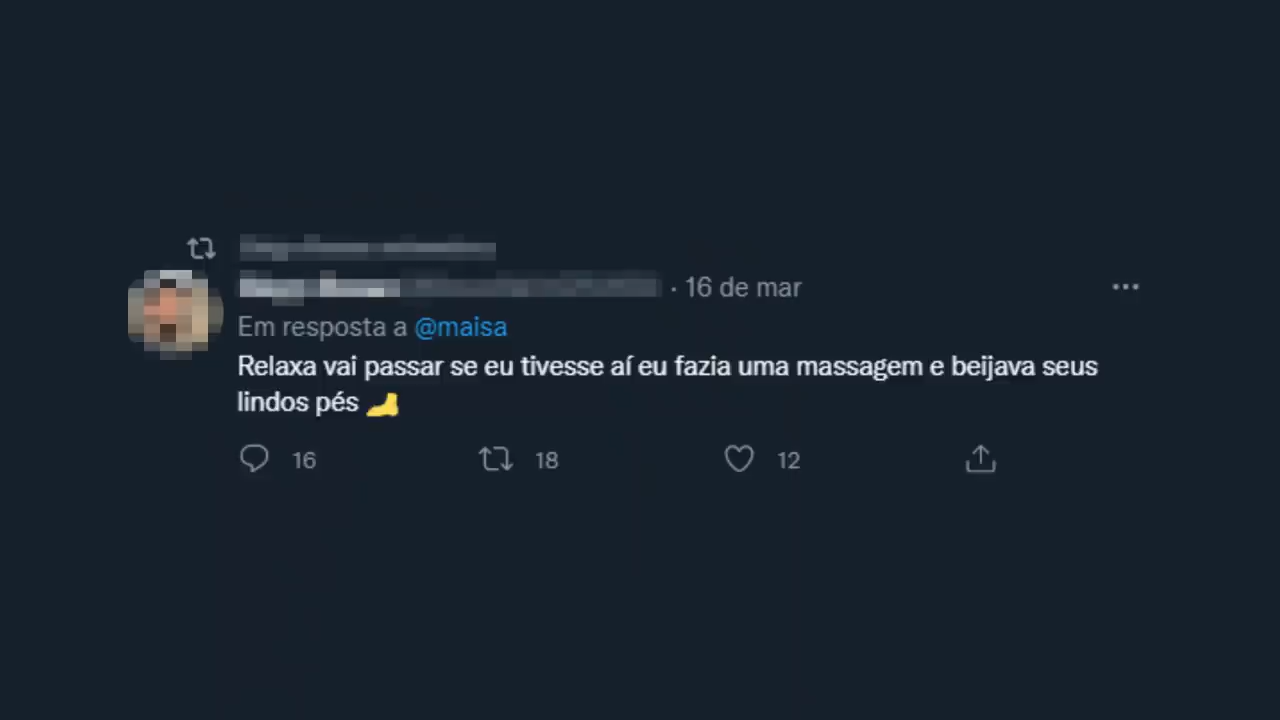 · 16 de mar
Em resposta a @maisa
Relaxa vai passar se eu tivesse aí eu fazia uma massagem e beijava seus
lindos pés 🦶
16 18 12